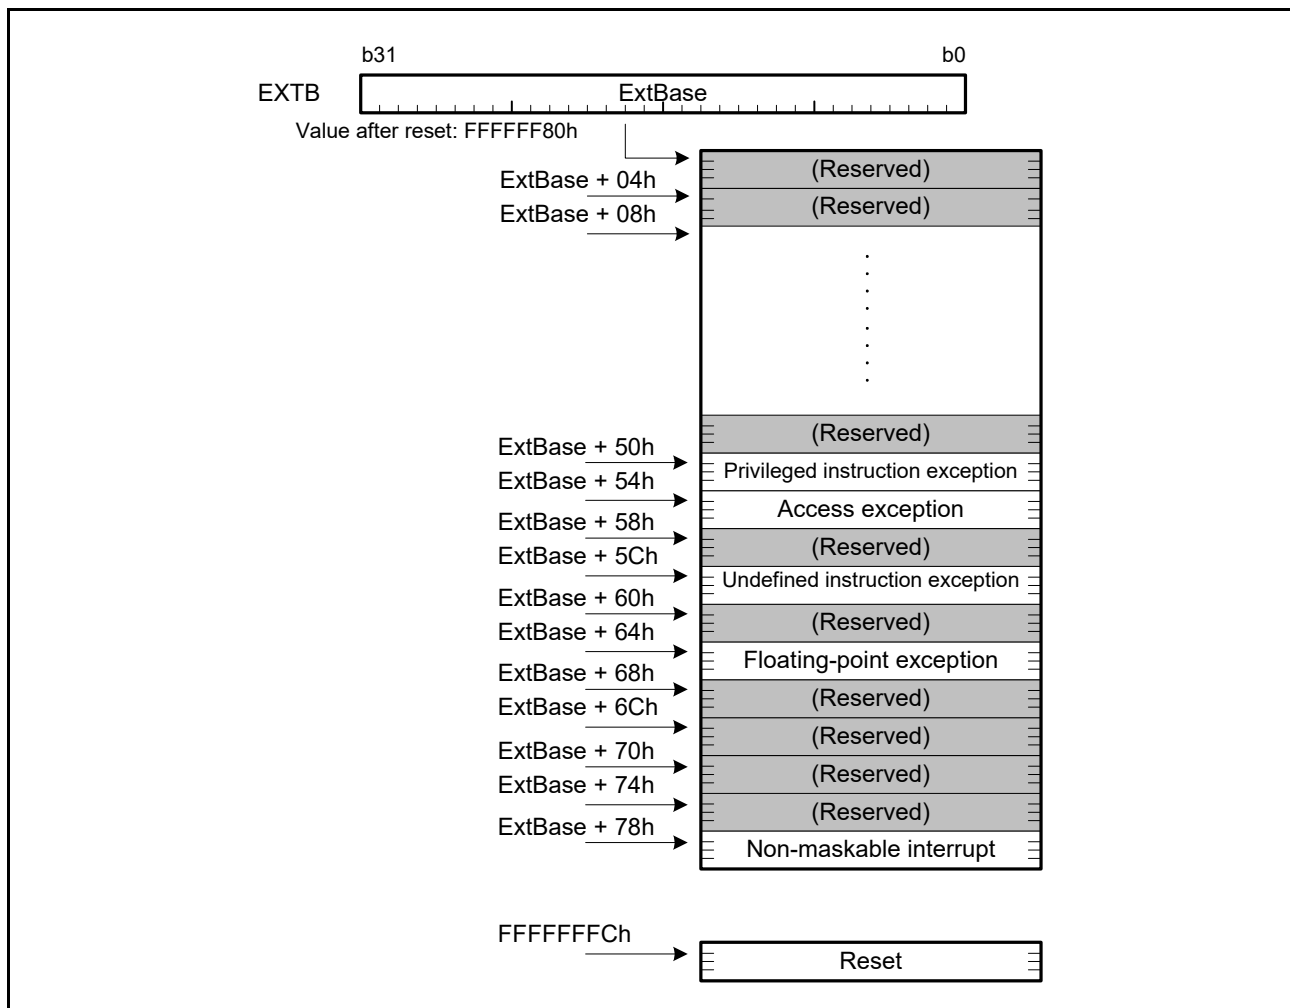 b31 b0
EXTB ExtBase
Value after reset: FFFFFF80h
(Reserved)
ExtBase + 04h
(Reserved)
ExtBase + 08h
(Reserved)
ExtBase + 50h
Privileged instruction exception
ExtBase + 54h
Access exception
ExtBase + 58h
(Reserved)
ExtBase + 5Ch
Undefined instruction exception
ExtBase + 60h
(Reserved)
ExtBase + 64h
Floating-point exception
ExtBase + 68h
(Reserved)
ExtBase + 6Ch
(Reserved)
ExtBase + 70h
(Reserved)
ExtBase + 74h
(Reserved)
ExtBase + 78h
Non-maskable interrupt
FFFFFFFCh
Reset